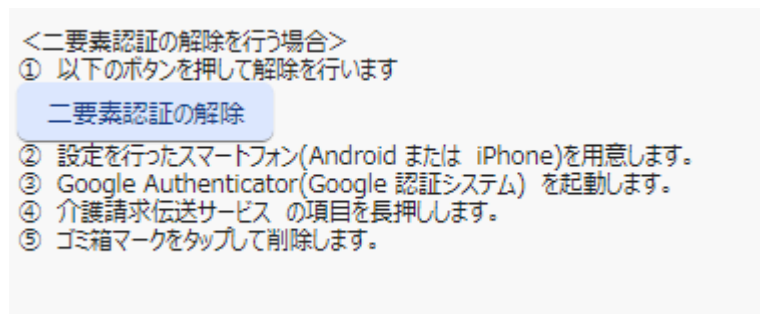 ＜二要素認証の解除を行う場合＞
① 以下のボタンを押して解除を行います
二要素認証の解除
② 設定を行ったスマートフォン(Android または iPhone)を用意します。
③ Google Authenticator(Google 認証システム) を起動します。
④ 介護請求伝送サービス の項目を長押しします。
⑤ ゴミ箱マークをタップして削除します。